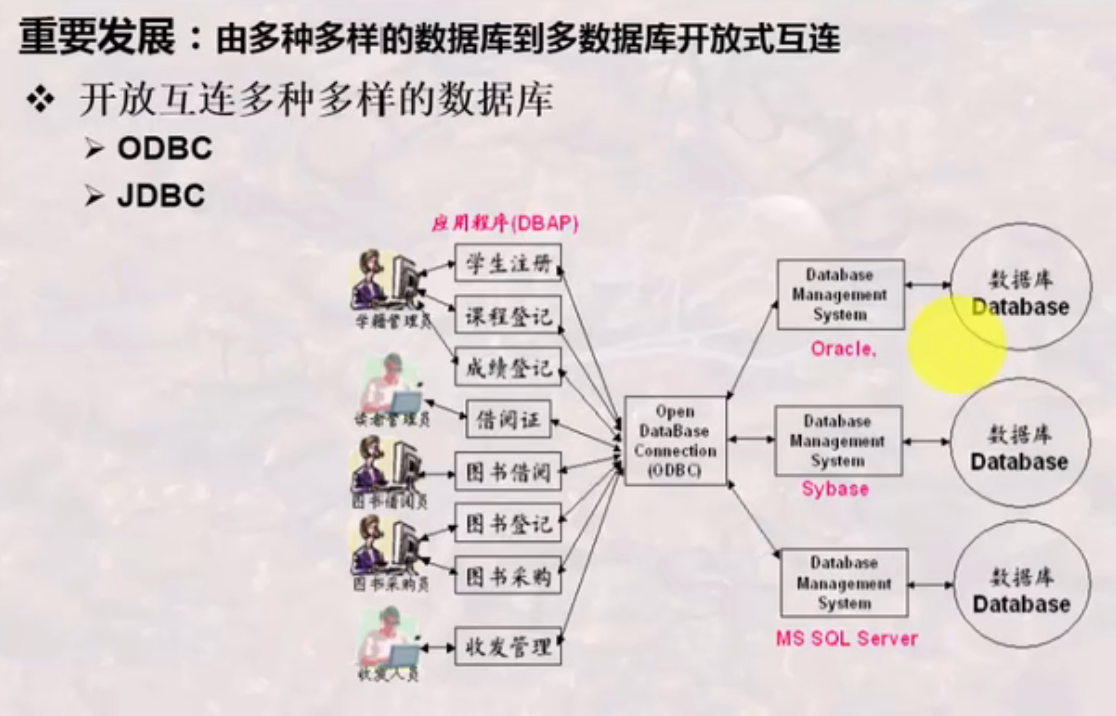 重要发展：由多种多样的数据库到多数据库开放式互连
❖ 开放互连多种多样的数据库
➢ ODBC
➢ JDBC
应用程序(DBAP)
学生注册
课程登记
成绩登记
借阅证
图书借阅
图书登记
图书采购
收发管理
学籍管理员
读者管理员
图书借阅员
图书采购员
收发人员
Open
DataBase
Connection
(ODBC)
Database
Management
System
Oracle,
数据库
Database
Database
Management
System
Sybase
数据库
Database
Database
Management
System
MS SQL Server
数据库
Database